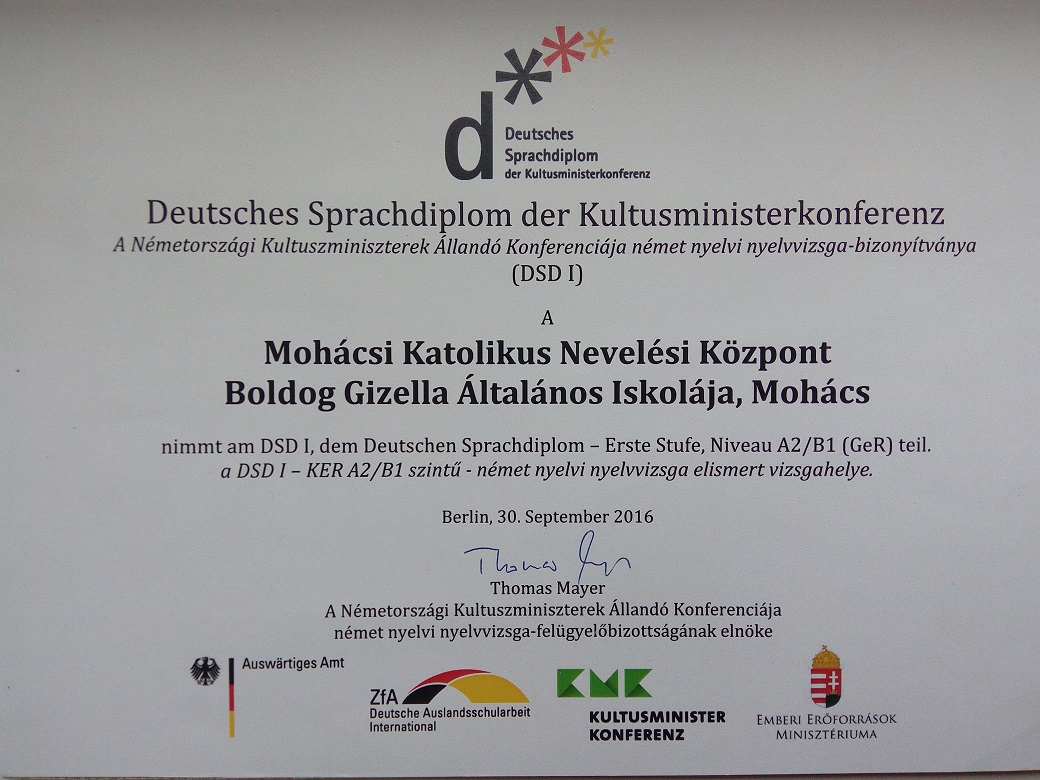 d
Deutsches
Sprachdiplom
der Kultusministerkonferenz
Deutsches Sprachdiplom der Kultusministerkonferenz
A Németországi Kultuszminiszterek Állandó Konferenciája német nyelvi nyelvvizsga-bizonyítványa
(DSD I)
A
Mohácsi Katolikus Nevelési Központ
Boldog Gizella Általános Iskolája, Mohács
nimmt am DSD I, dem Deutschen Sprachdiplom – Erste Stufe, Niveau A2/B1 (GeR) teil.
a DSD I – KER A2/B1 szintű - német nyelvi nyelvvizsga elismert vizsgahelye.
Berlin, 30. September 2016
Thomas Mayer
A Németországi Kultuszminiszterek Állandó Konferenciája
német nyelvi nyelvvizsga-felügyelőbizottságának elnöke
Auswärtiges Amt
ZfA
Deutsche Auslandsschularbeit
International
KMK
KULTUSMINISTER
KONFERENZ
EMBERI ERŐFORRÁSOK
MINISZTÉRIUMA